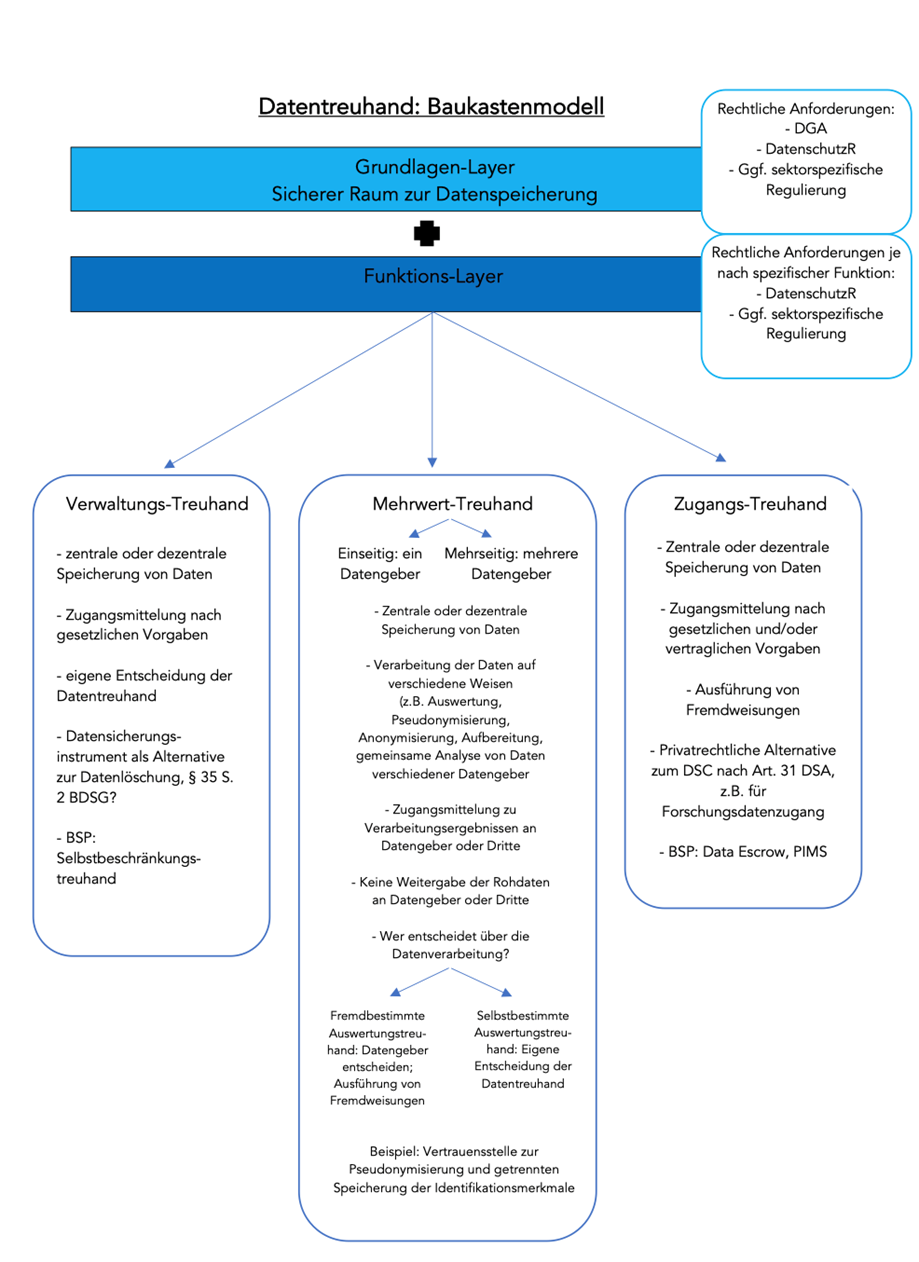 Datentreuhand: Baukastenmodell
Grundlagen-Layer
Sicherer Raum zur Datenspeicherung
Rechtliche Anforderungen:
- DGA
- DatenschutzR
- Ggf. sektorspezifische
Regulierung
Funktions-Layer
Rechtliche Anforderungen je
nach spezifischer Funktion:
- DatenschutzR
- Ggf. sektorspezifische
Regulierung
Verwaltungs-Treuhand
- zentrale oder dezentrale
Speicherung von Daten
- Zugangsmittelung nach
gesetzlichen Vorgaben
- eigene Entscheidung der
Datentreuhand
- Datensicherungs-
instrument als Alternative
zur Datenlöschung, § 35 S.
2 BDSG?
- BSP:
Selbstbeschränkungs-
treuhand
Mehrwert-Treuhand
Einseitig: ein
Datengeber
Mehrseitig: mehrere
Datengeber
- Zentrale oder dezentrale
Speicherung von Daten
- Verarbeitung der Daten auf
verschiedene Weisen
(z.B. Auswertung,
Pseudonymisierung,
Anonymisierung, Aufbereitung,
gemeinsame Analyse von Daten
verschiedener Datengeber
- Zugangsmittelung zu
Verarbeitungsergebnissen an
Datengeber oder Dritte
- Keine Weitergabe der Rohdaten
an Datengeber oder Dritte
- Wer entscheidet über die
Datenverarbeitung?
Fremdbestimmte
Auswertungstreu-
hand: Datengeber
entscheiden;
Ausführung von
Fremdweisungen
Selbstbestimmte
Auswertungstreu-
hand: Eigene
Entscheidung der
Datentreuhand
Beispiel: Vertrauensstelle zur
Pseudonymisierung und getrennten
Speicherung der Identifikationsmerkmale
Zugangs-Treuhand
- Zentrale oder dezentrale
Speicherung von Daten
- Zugangsmittelung nach
gesetzlichen und/oder
vertraglichen Vorgaben
- Ausführung von
Fremdweisungen
- Privatrechtliche Alternative
zum DSC nach Art. 31 DSA,
z.B. für
Forschungsdatenzugang
- BSP: Data Escrow, PIMS